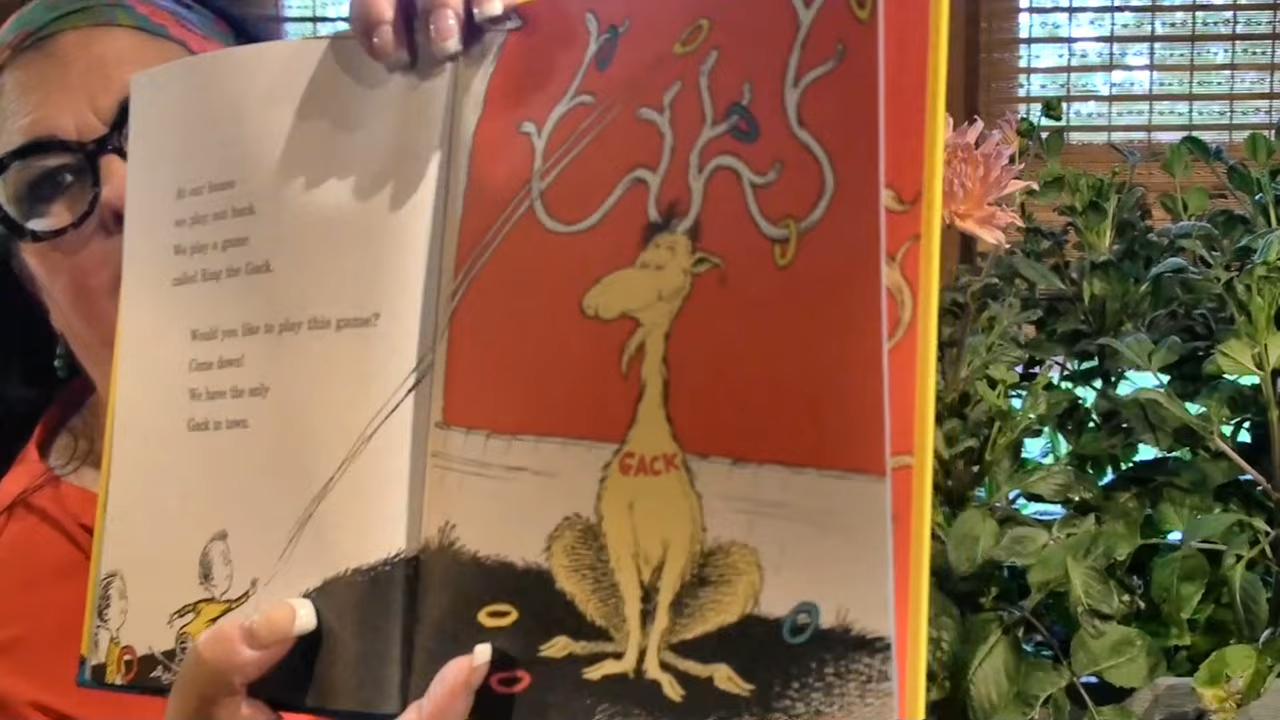 At our house
we play out back.
We play a game
called Ring the Gack.
Would you like to play this game?
Come down!
We have the only
Gack in town.
GACK